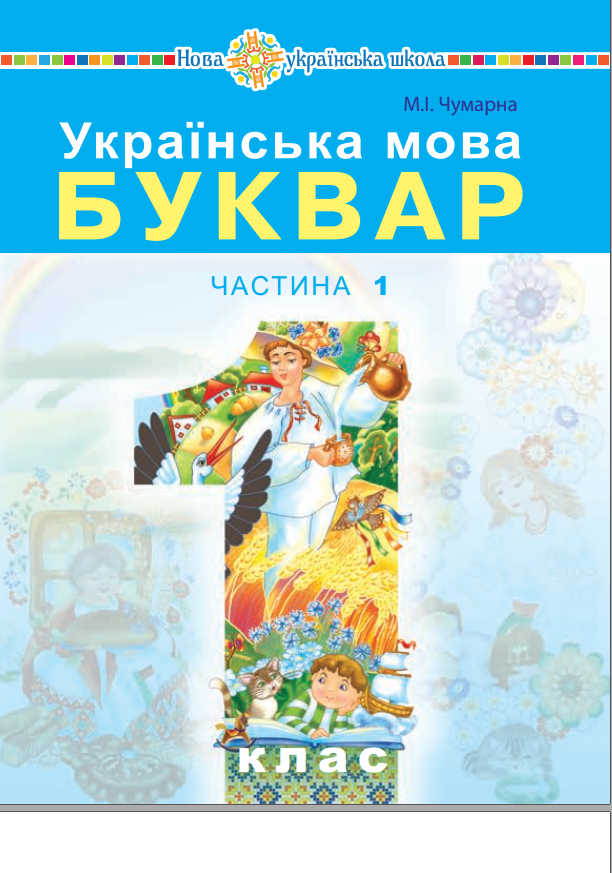 Нова українська школа
М.І. Чумарна
Українська мова
БУКВАР
ЧАСТИНА 1
1
клас